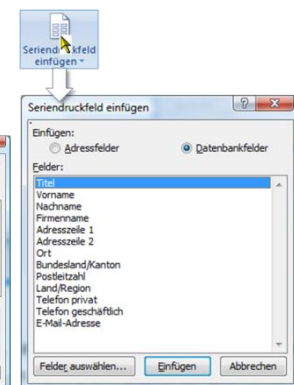 Seriendruckfeld
einfügen
Seriendruckfeld einfügen
Einfügen:
Adressfelder
Datenbankfelder
Felder:
Titel
Vorname
Nachname
Firmenname
Adresszeile 1
Adresszeile 2
Ort
Bundesland/Kanton
Postleitzahl
Land/Region
Telefon privat
Telefon geschäftlich
E-Mail-Adresse
Felder auswählen...
Einfügen
Abbrechen